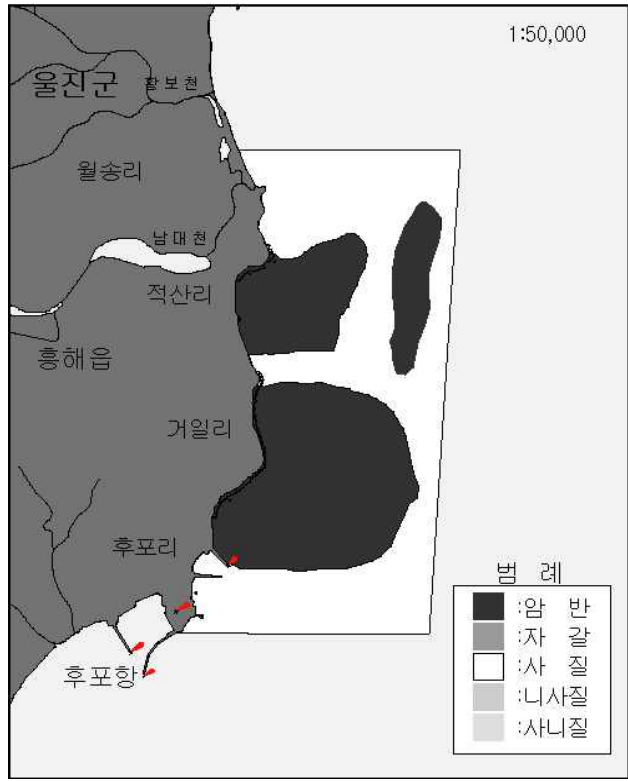 1:50,000
울진군
황보천
월송리
남대천
적산리
흥해읍
거일리
후포리
후포항
범 례
:암 반
:자 갈
:사 질
:니사질
:사니질